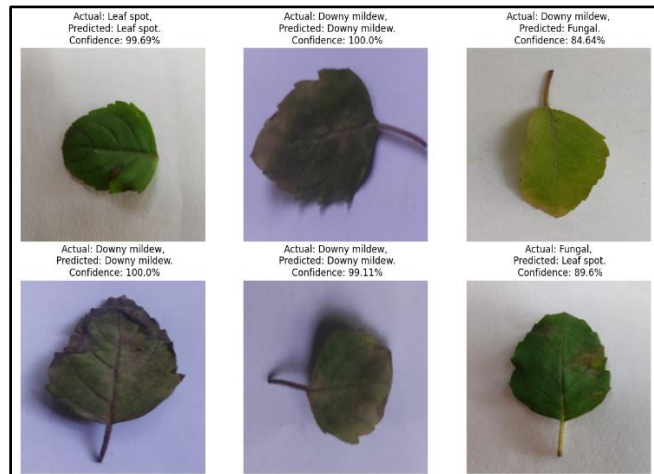 Actual: Leaf spot,
Predicted: Leaf spot.
Confidence: 99.69%
Actual: Downy mildew,
Predicted: Downy mildew.
Confidence: 100.0%
Actual: Downy mildew,
Predicted: Fungal.
Confidence: 84.64%
Actual: Downy mildew,
Predicted: Downy mildew.
Confidence: 100.0%
Actual: Downy mildew,
Predicted: Downy mildew.
Confidence: 99.11%
Actual: Fungal,
Predicted: Leaf spot.
Confidence: 89.6%